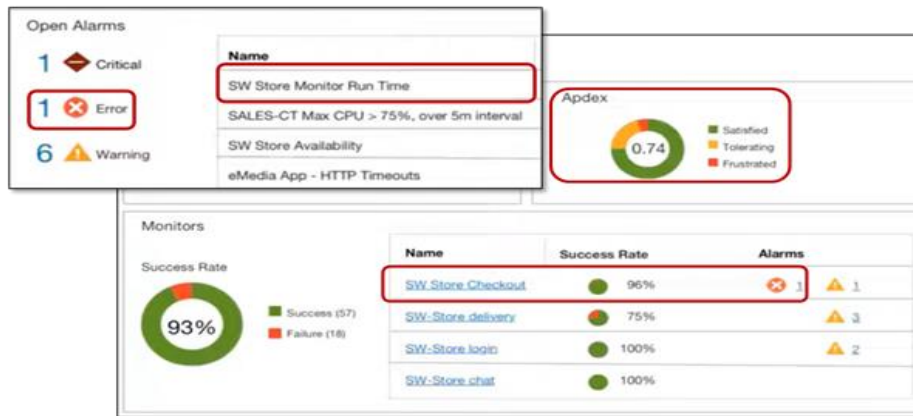 Open Alarms
1 Critical
1 Error
6 Warning
Name
SW Store Monitor Run Time
SALES-CT Max CPU > 75%, over 5m interval
SW Store Availability
eMedia App - HTTP Timeouts
Apdex
0.74
Satisfied
Tolerating
Frustrated
Monitors
Success Rate
93%
Success (57)
Failure (18)
Name Success Rate Alarms
SW Store Checkout 96% 1 1
SW-Store delivery 75% 3
SW-Store login 100% 2
SW-Store chat 100%